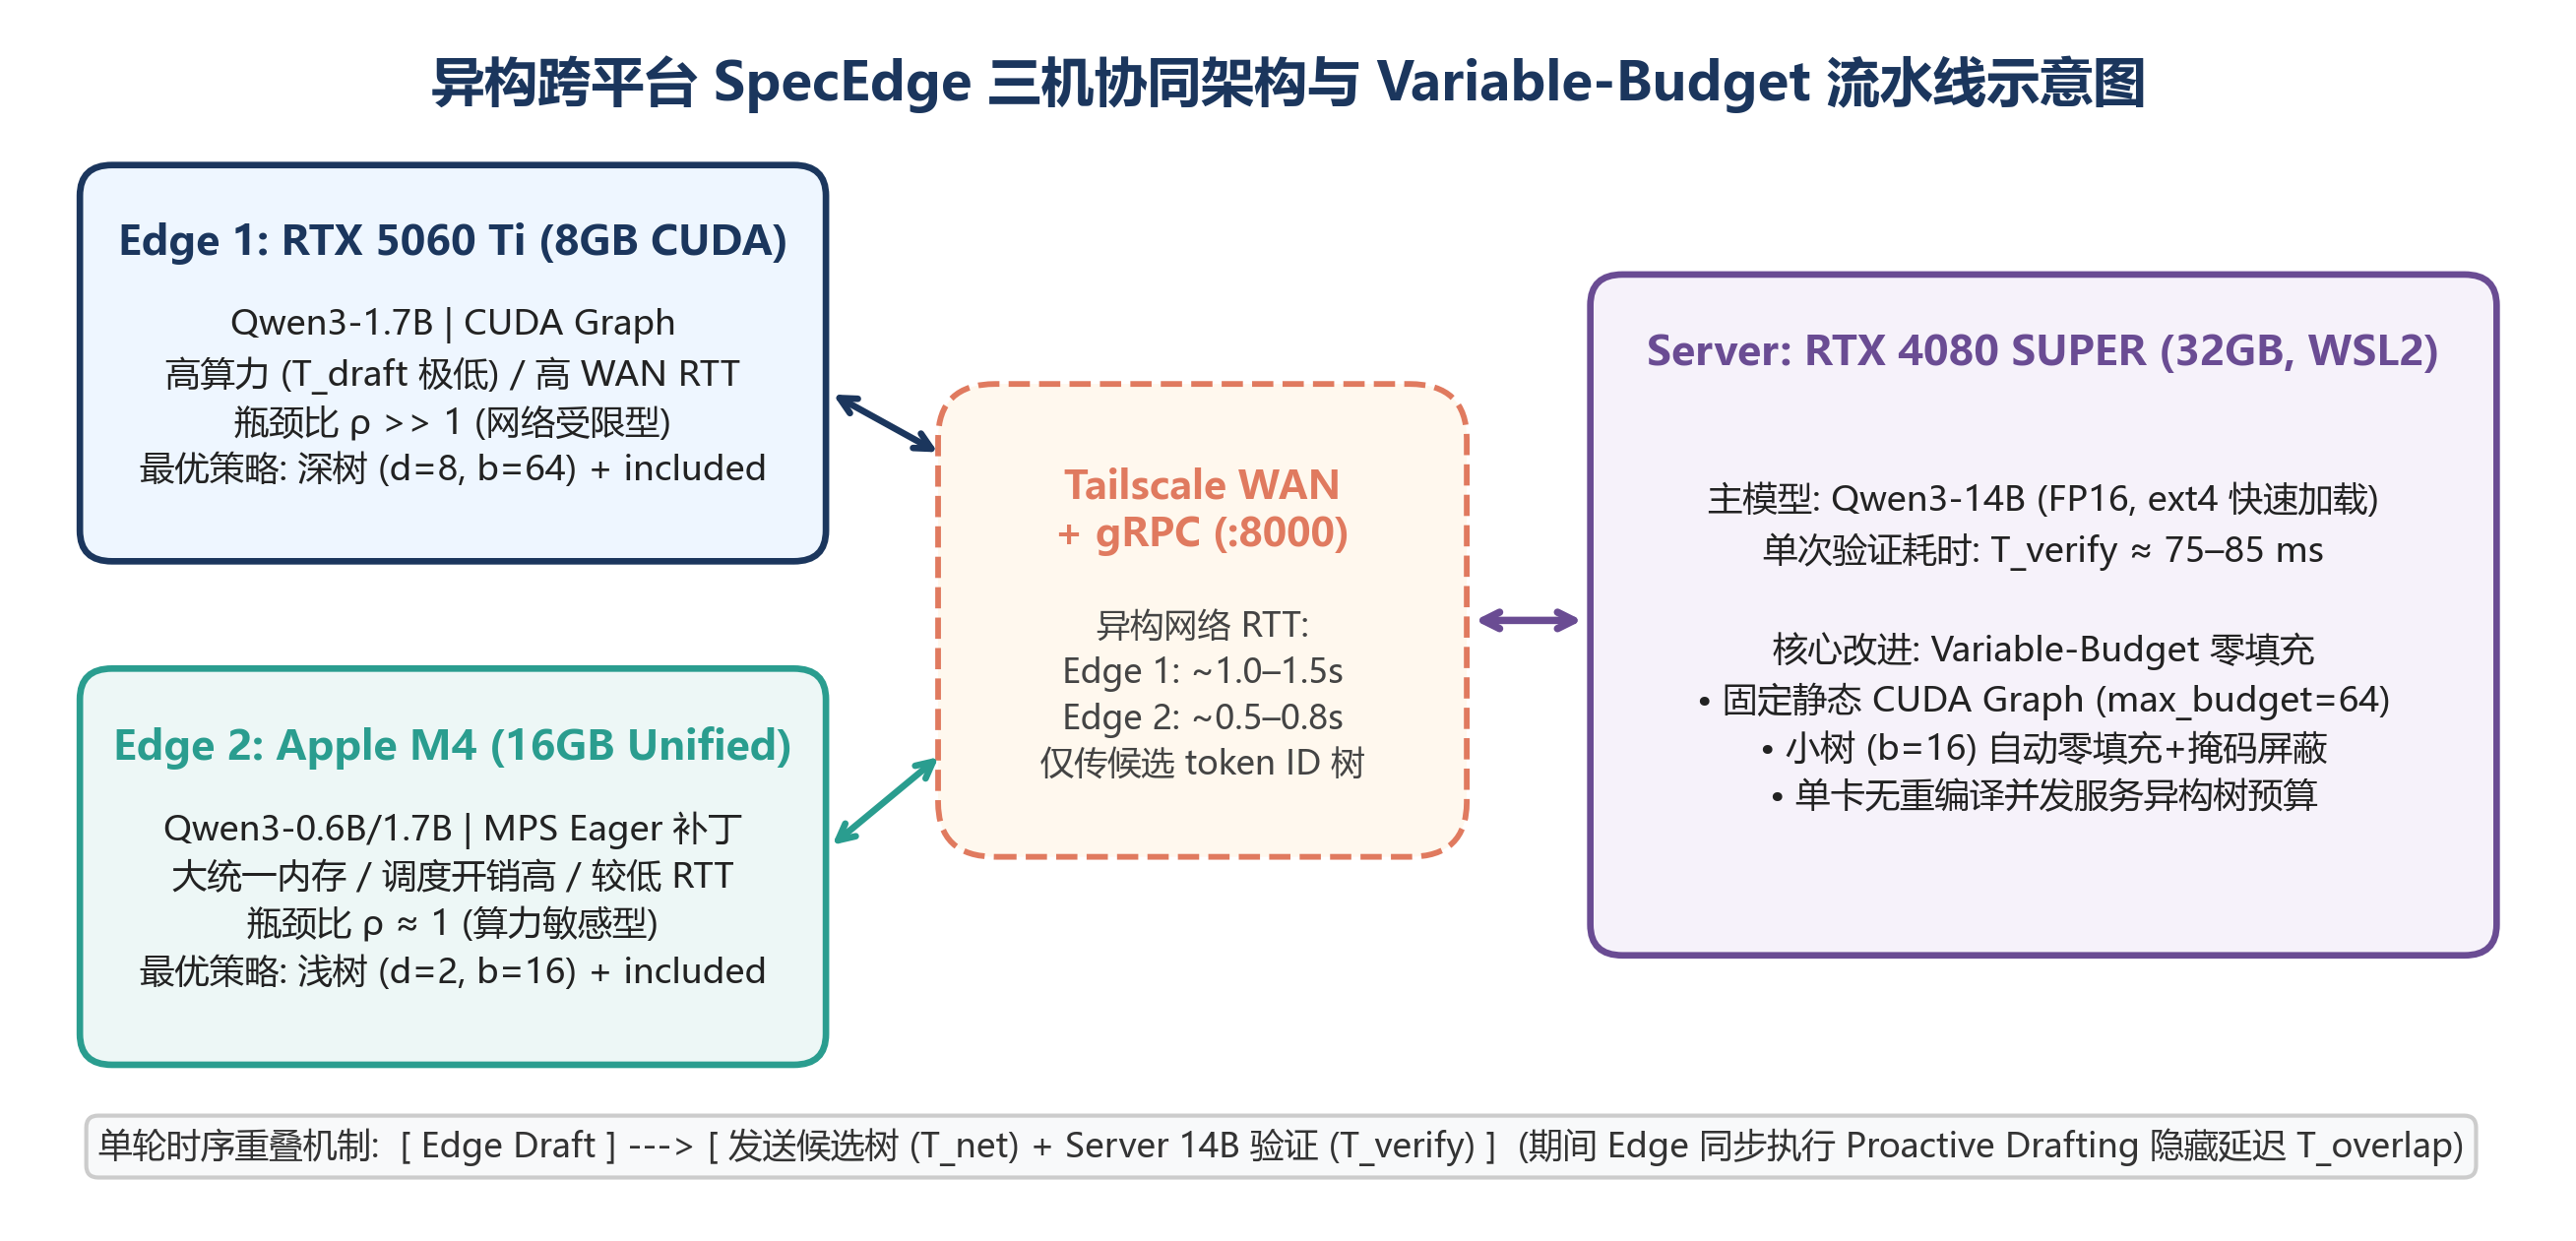 异构跨平台 SpecEdge 三机协同架构与 Variable-Budget 流水线示意图
Edge 1: RTX 5060 Ti (8GB CUDA)
Qwen3-1.7B | CUDA Graph
高算力 (T_draft 极低) / 高 WAN RTT
瓶颈比 ρ >> 1 (网络受限型)
最优策略: 深树 (d=8, b=64) + included
Edge 2: Apple M4 (16GB Unified)
Qwen3-0.6B/1.7B | MPS Eager 补丁
大统一内存 / 调度开销高 / 较低 RTT
瓶颈比 ρ ≈ 1 (算力敏感型)
最优策略: 浅树 (d=2, b=16) + included
Tailscale WAN
+ gRPC (:8000)
异构网络 RTT:
Edge 1: ~1.0–1.5s
Edge 2: ~0.5–0.8s
仅传候选 token ID 树
Server: RTX 4080 SUPER (32GB, WSL2)
主模型: Qwen3-14B (FP16, ext4 快速加载)
单次验证耗时: T_verify ≈ 75–85 ms
核心改进: Variable-Budget 零填充
• 固定静态 CUDA Graph (max_budget=64)
• 小树 (b=16) 自动零填充+掩码屏蔽
• 单卡无重编译并发服务异构树预算
单轮时序重叠机制: [ Edge Draft ] ---> [ 发送候选树 (T_net) + Server 14B 验证 (T_verify) ] (期间 Edge 同步执行 Proactive Drafting 隐藏延迟 T_overlap)